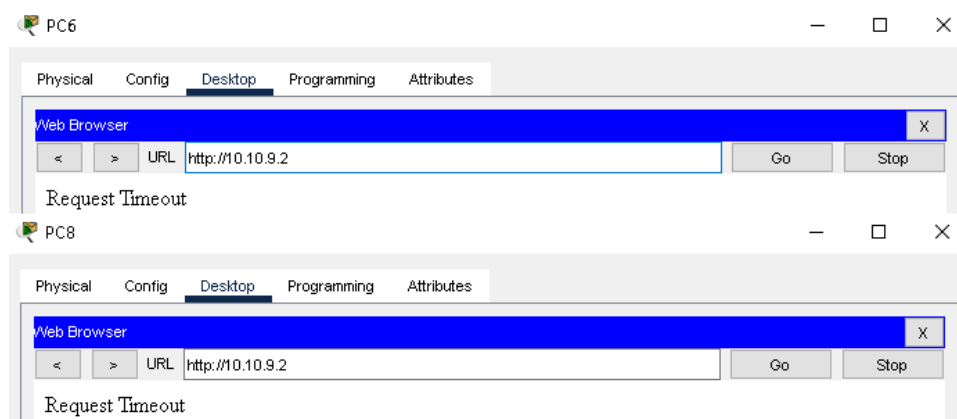 PC6
Physical Config Desktop Programming Attributes
Web Browser X
< > URL http://10.10.9.2 Go Stop
Request Timeout
PC8
Physical Config Desktop Programming Attributes
Web Browser X
< > URL http://10.10.9.2 Go Stop
Request Timeout